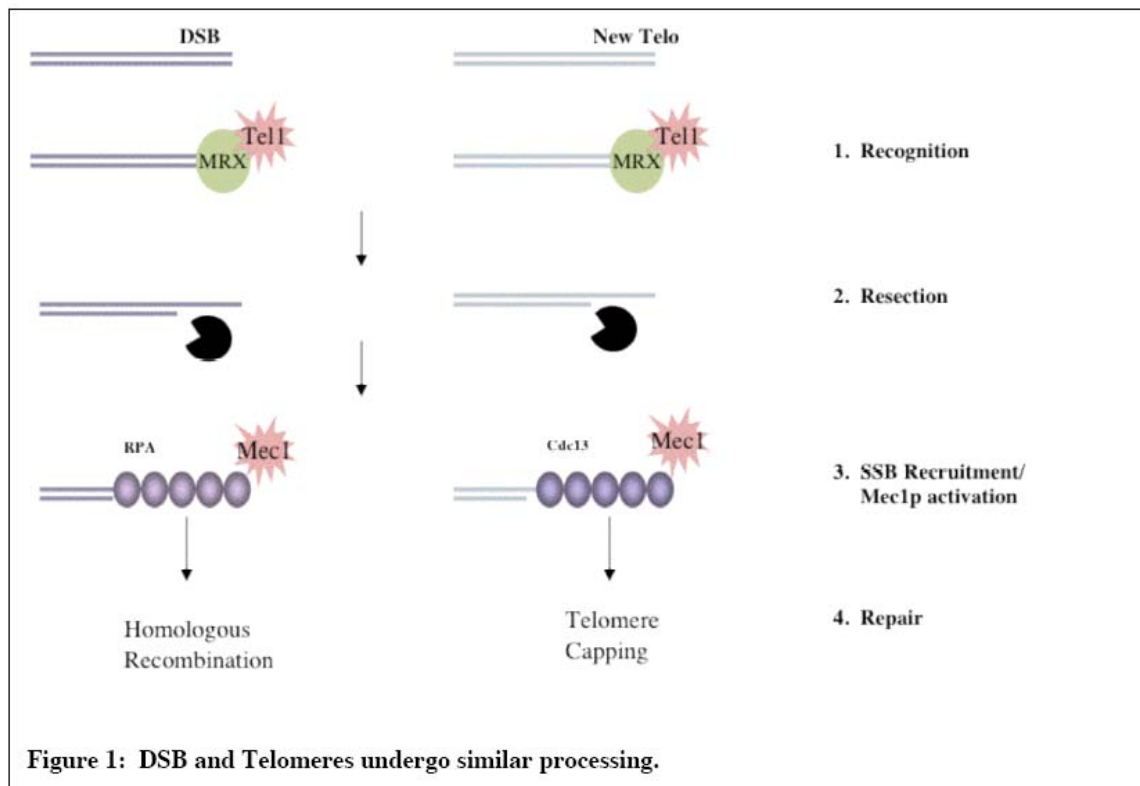 DSB
New Telo
Tel1
MRX
Tel1
MRX
1. Recognition
2. Resection
RPA
Mec1
Cdc13
Mec1
3. SSB Recruitment/
Mec1p activation
Homologous
Recombination
Telomere
Capping
4. Repair
Figure 1: DSB and Telomeres undergo similar processing.